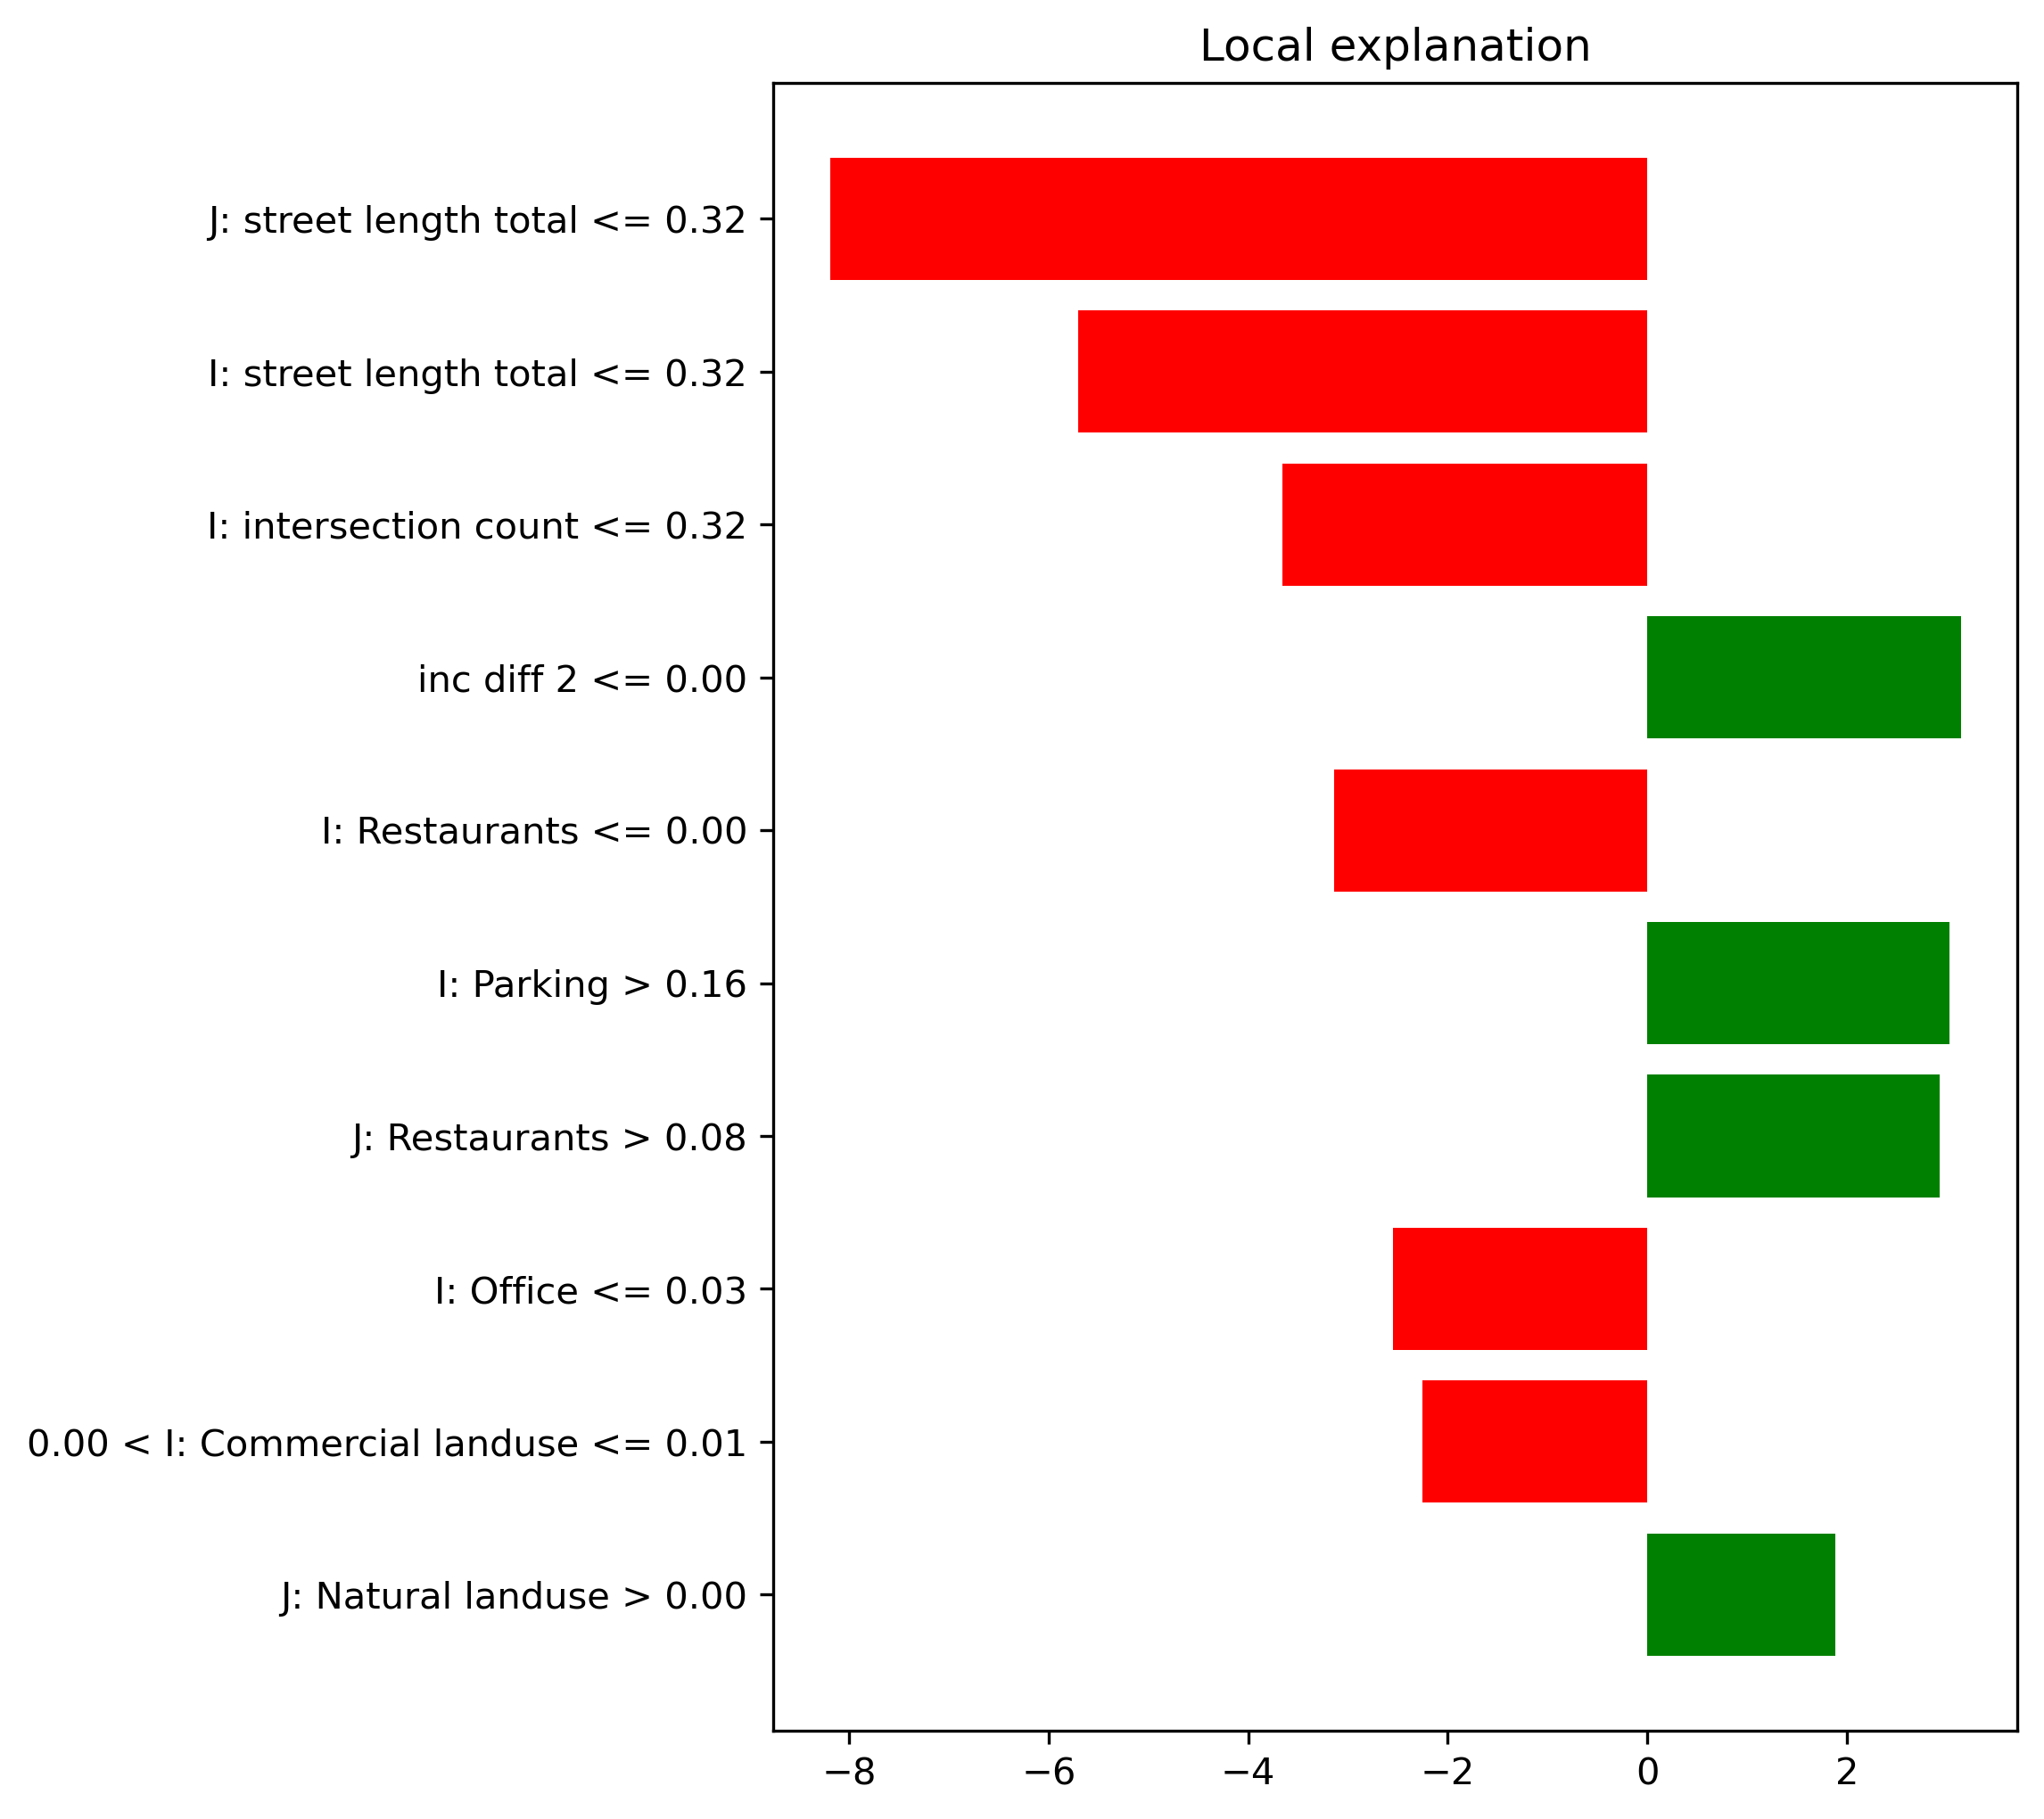 Local explanation
J: street length total <= 0.32
I: street length total <= 0.32
I: intersection count <= 0.32
inc diff 2 <= 0.00
I: Restaurants <= 0.00
I: Parking > 0.16
J: Restaurants > 0.08
I: Office <= 0.03
0.00 < I: Commercial landuse <= 0.01
J: Natural landuse > 0.00
−8 −6 −4 −2 0 2